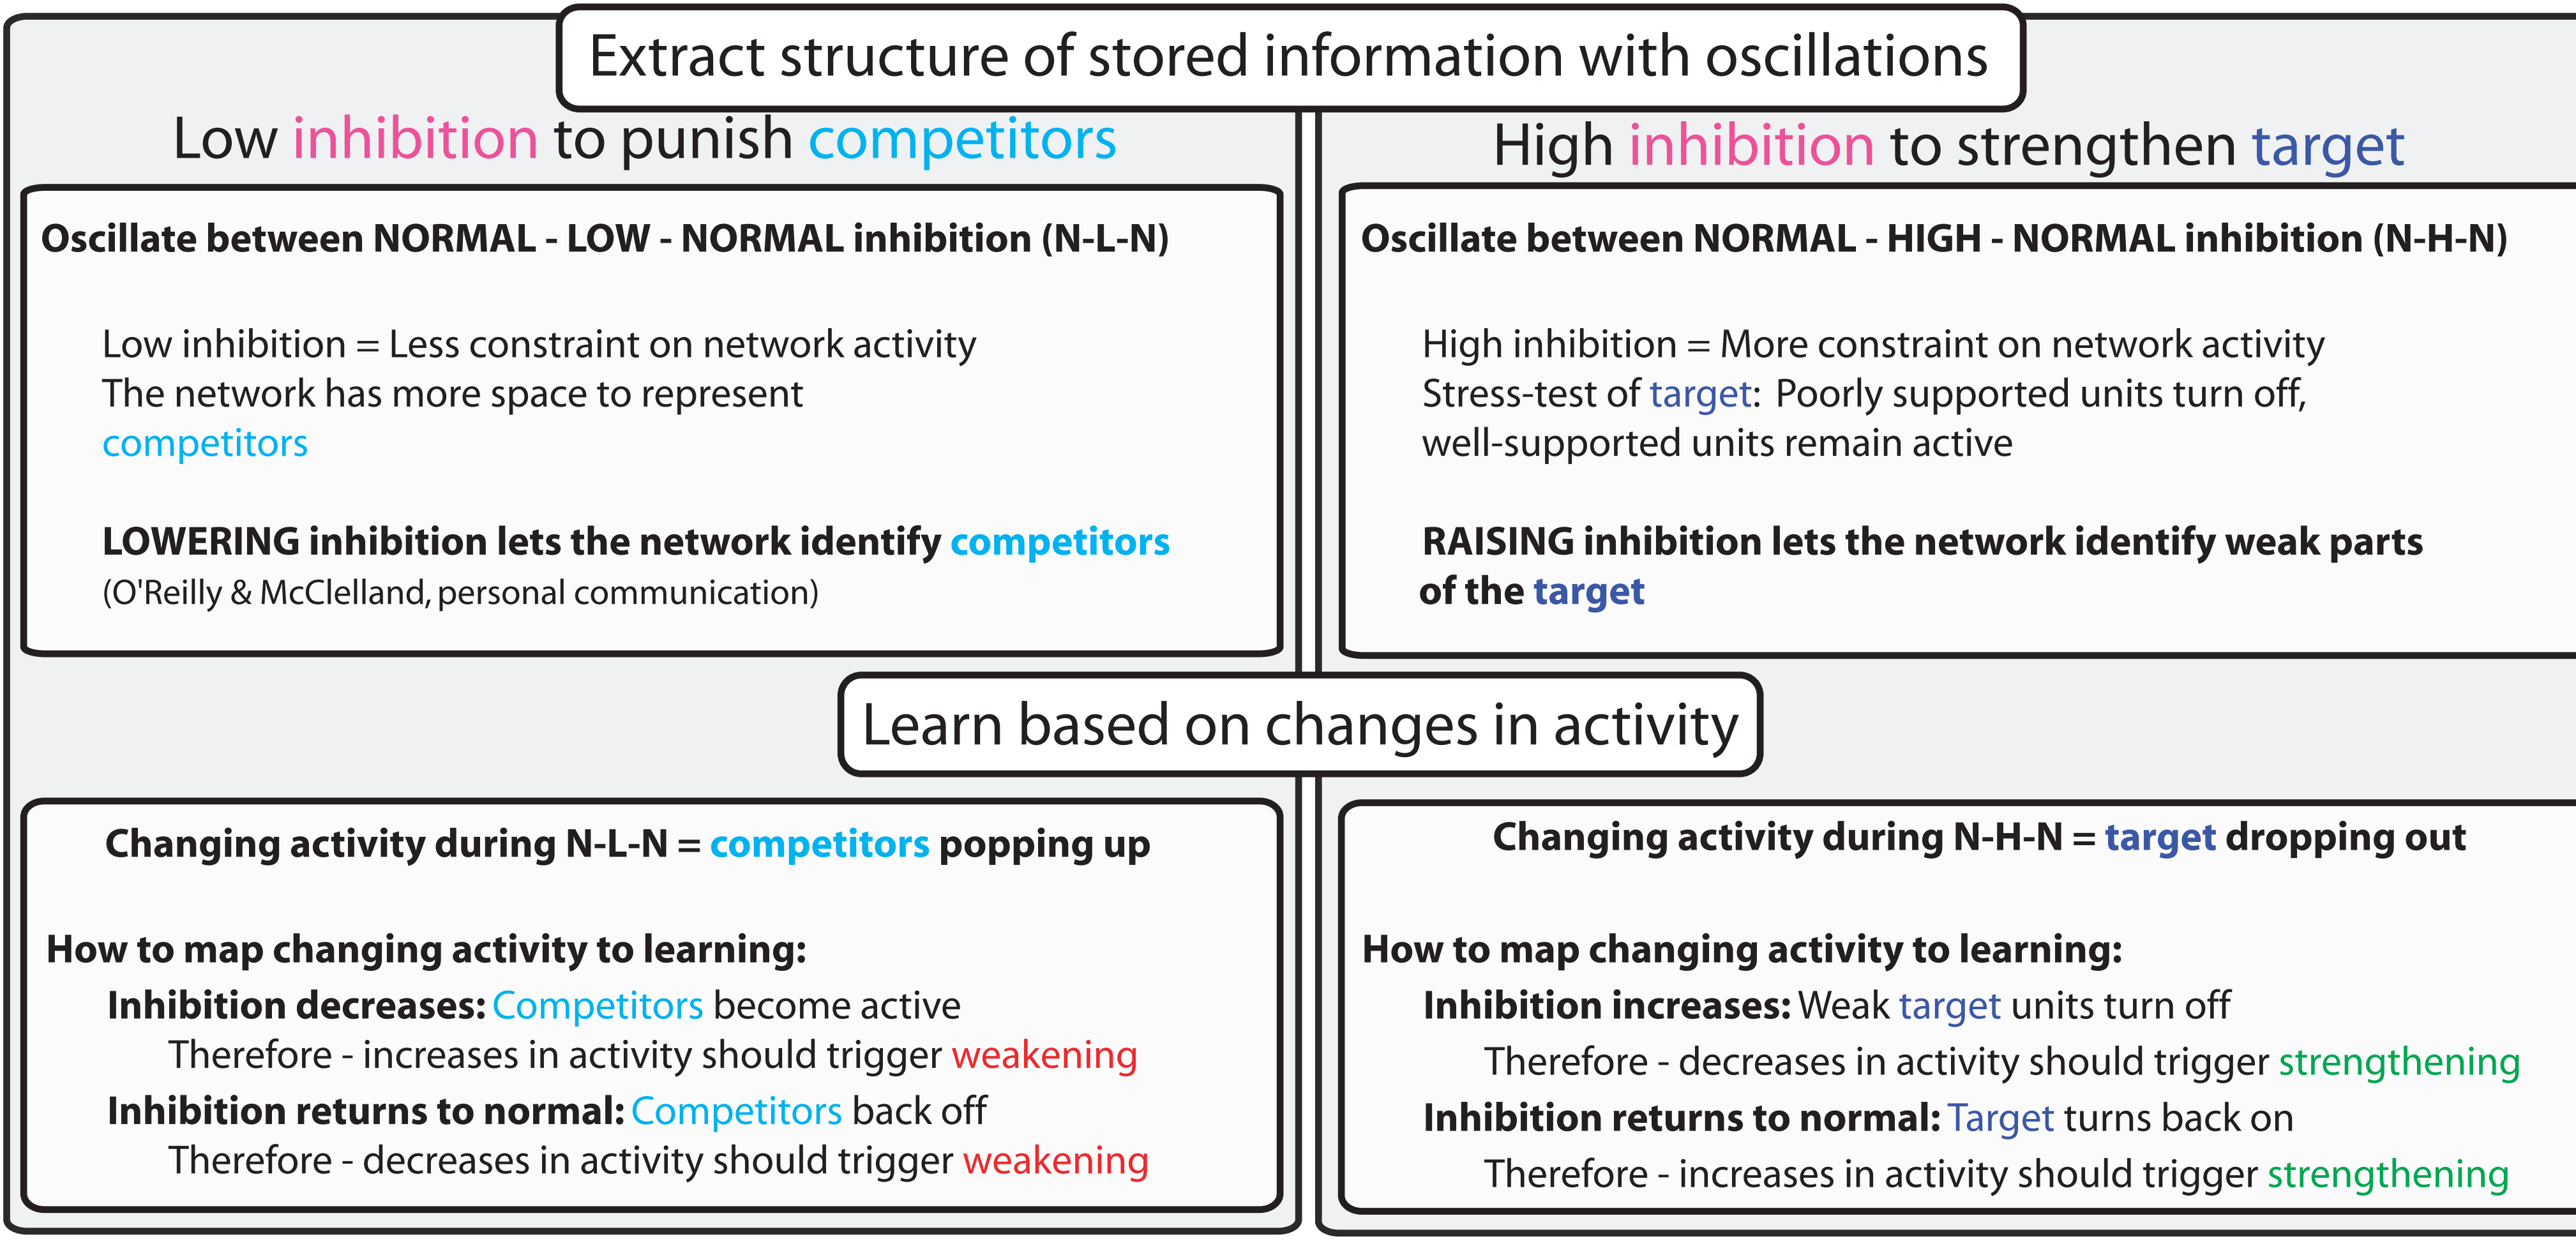 Extract structure of stored information with oscillations
Low inhibition to punish competitors
Oscillate between NORMAL - LOW - NORMAL inhibition (N-L-N)
Low inhibition = Less constraint on network activity
The network has more space to represent
competitors
LOWERING inhibition lets the network identify competitors
(O'Reilly & McClelland, personal communication)
High inhibition to strengthen target
Oscillate between NORMAL - HIGH - NORMAL inhibition (N-H-N)
High inhibition = More constraint on network activity
Stress-test of target: Poorly supported units turn off,
well-supported units remain active
RAISING inhibition lets the network identify weak parts
of the target
Learn based on changes in activity
Changing activity during N-L-N = competitors popping up
How to map changing activity to learning:
Inhibition decreases: Competitors become active
Therefore - increases in activity should trigger weakening
Inhibition returns to normal: Competitors back off
Therefore - decreases in activity should trigger weakening
Changing activity during N-H-N = target dropping out
How to map changing activity to learning:
Inhibition increases: Weak target units turn off
Therefore - decreases in activity should trigger strengthening
Inhibition returns to normal: Target turns back on
Therefore - increases in activity should trigger strengthening